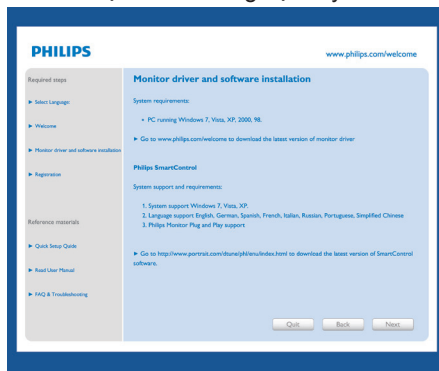 PHILIPS
www.philips.com/welcome
Required steps
Select Language:
Welcome
Monitor driver and software installation
Registration
Reference materials
Quick Setup Quide
Read User Manual
FAQ & Troubleshooting
Monitor driver and software installation
System requirements:
PC running Windows 7, Vista, XP, 2000, 98.
Go to www.philips.com/welcome to download the latest version of monitor driver
Philips SmartControl
System support and requirements:
1. System support Windows 7, Vista, XP.
2. Language support English, German, Spanish, French, Italian, Russian, Portuguese, Simplified Chinese
3. Philips Monitor Plug and Play support
Go to http://www.portrait.com/dtune/phl/enu/index.html to download the latest version of SmartControl
software.
Quit
Back
Next